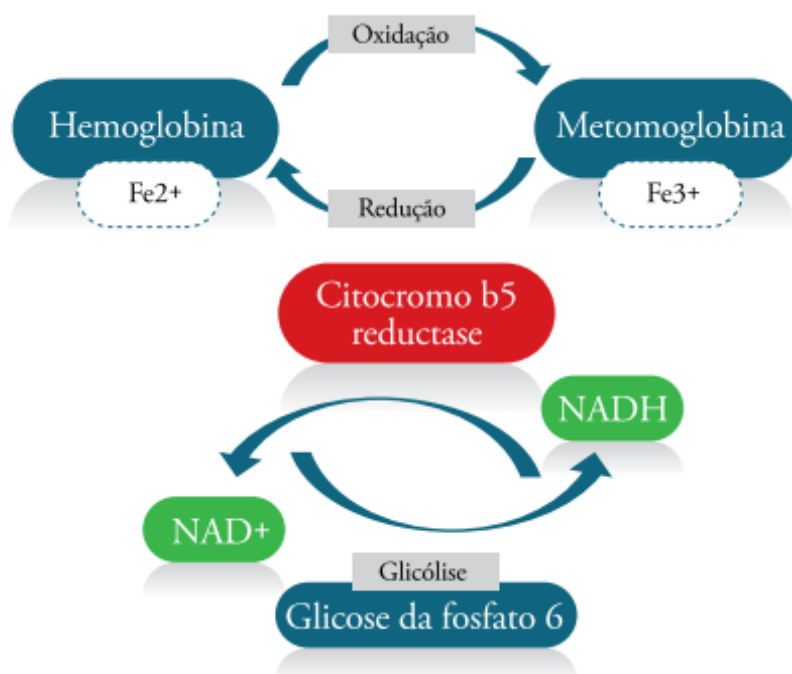 Oxidação
Hemoglobina
Metomoglobina
Fe2+
Fe3+
Redução
Citocromo b5
reductase
NADH
NAD+
Glicólise
Glicose da fosfato 6